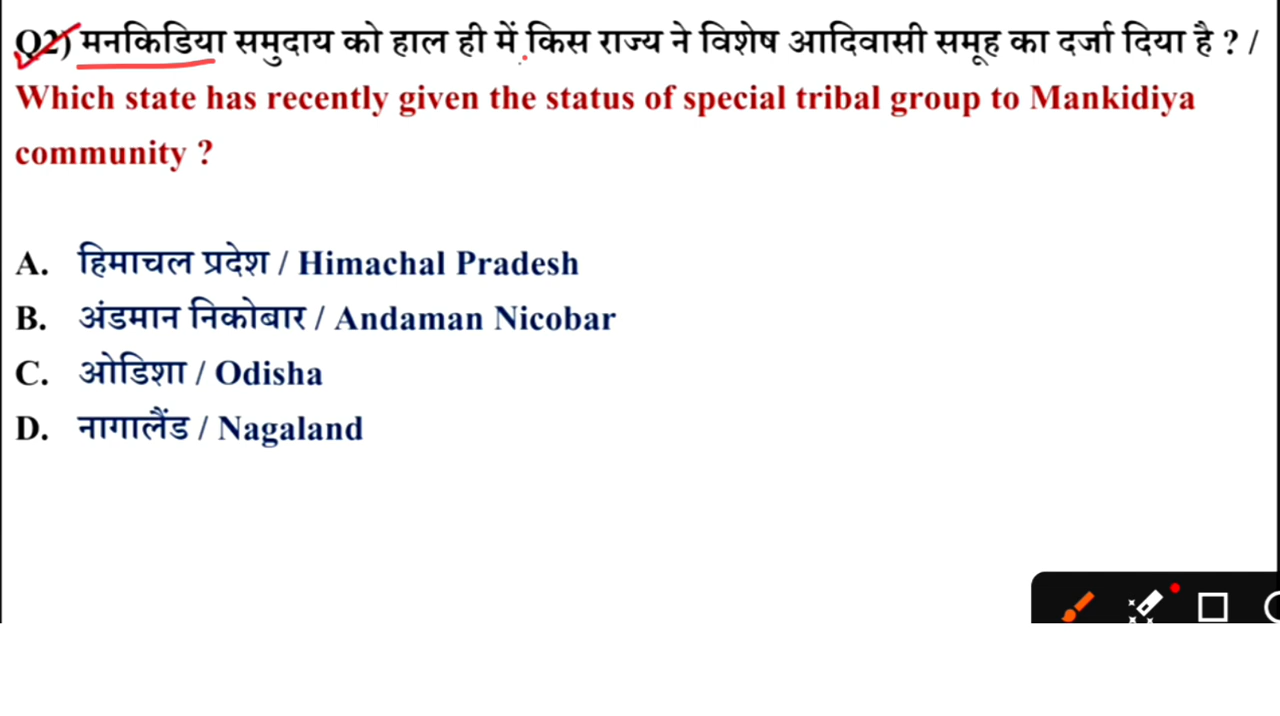 Q2) मनकिडिया समुदाय को हाल ही में किस राज्य ने विशेष आदिवासी समूह का दर्जा दिया है ? /
Which state has recently given the status of special tribal group to Mankidiya
community ?
A. हिमाचल प्रदेश / Himachal Pradesh
B. अंडमान निकोबार / Andaman Nicobar
C. ओडिशा / Odisha
D. नागालैंड / Nagaland